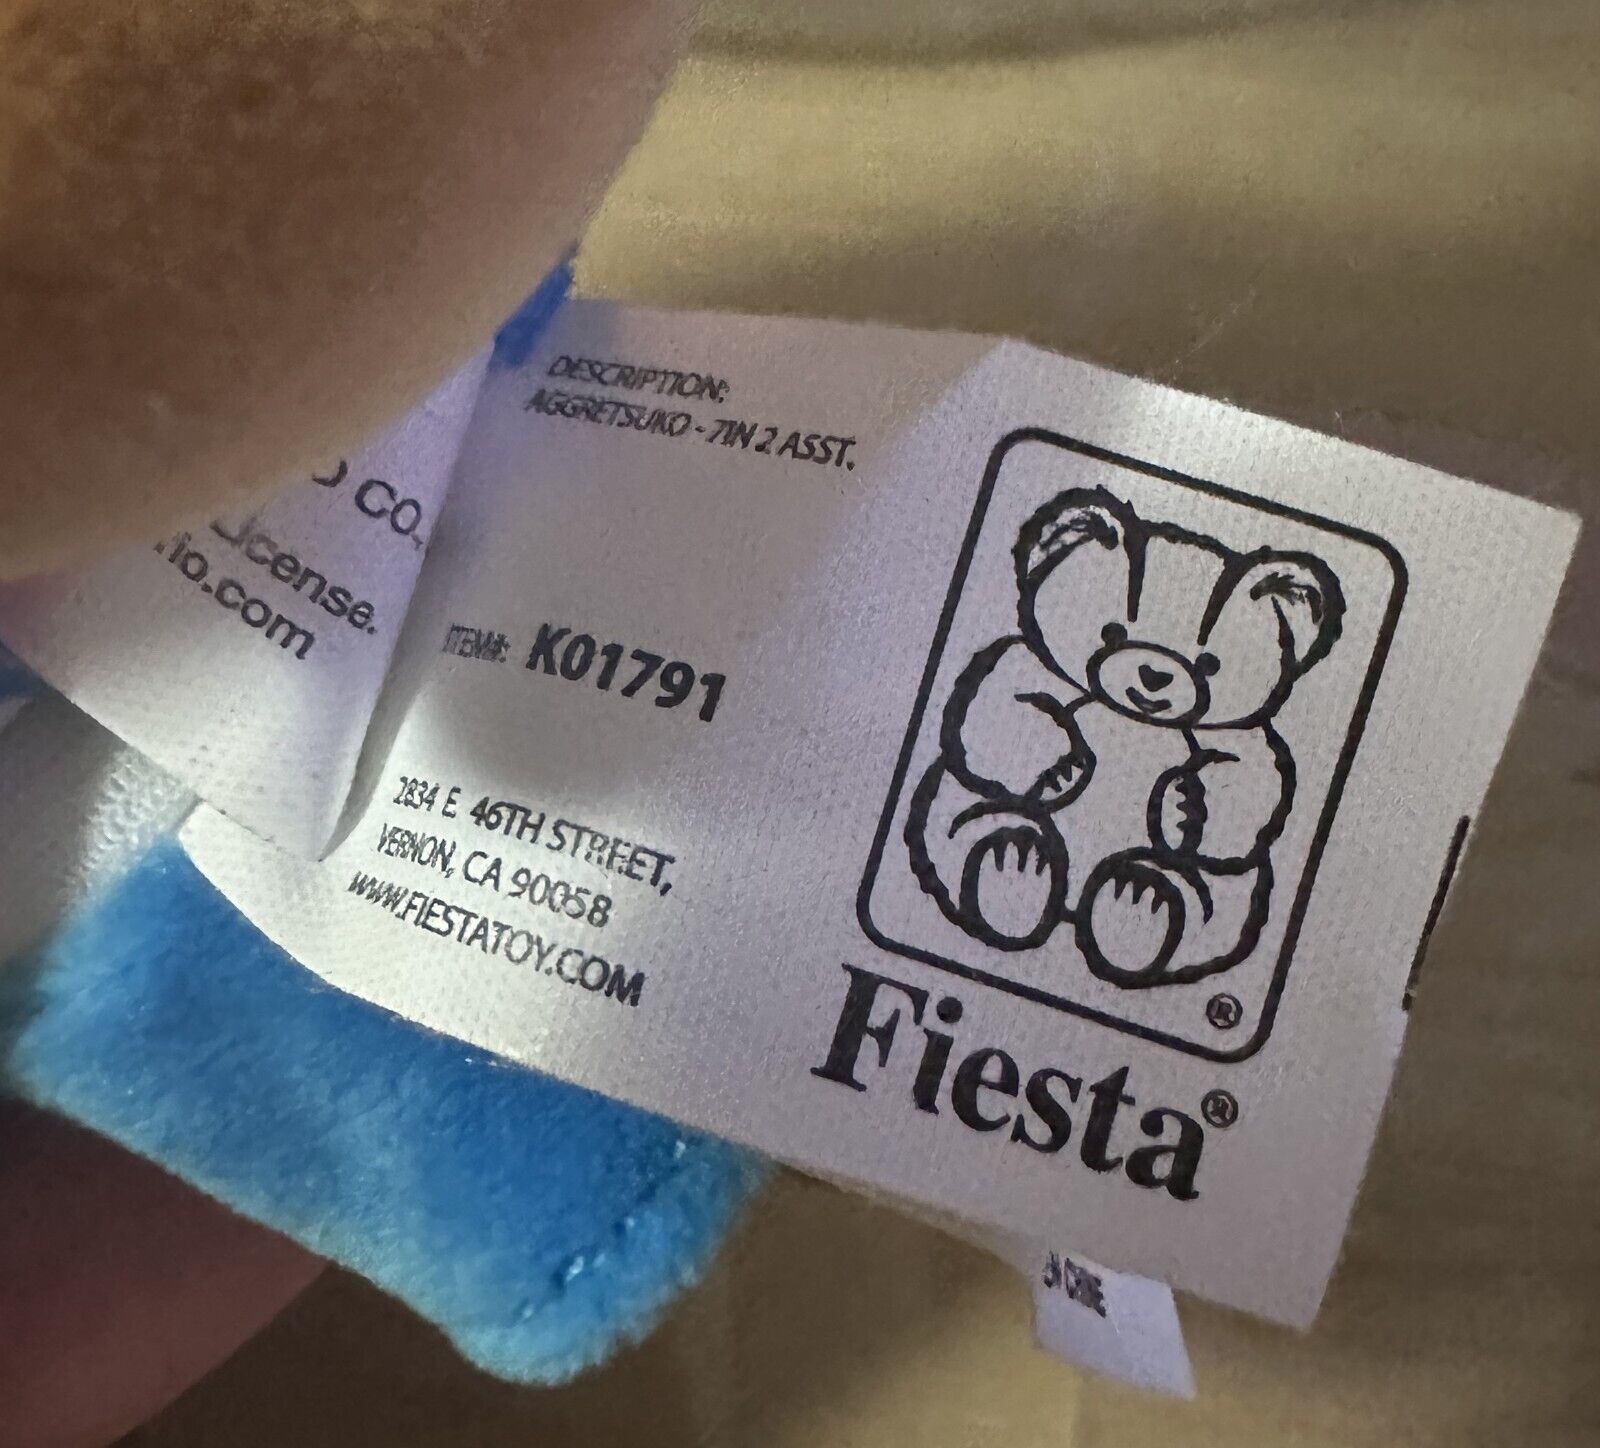 DESCRIPTION:
AGGRETSUKO - 7IN 2 ASST.
CO.,
License.
rio.com
ITEM#: K01791
2834 E 46TH STREET,
VERNON, CA 90058
WWW.FIESTATOY.COM
®
Fiesta®